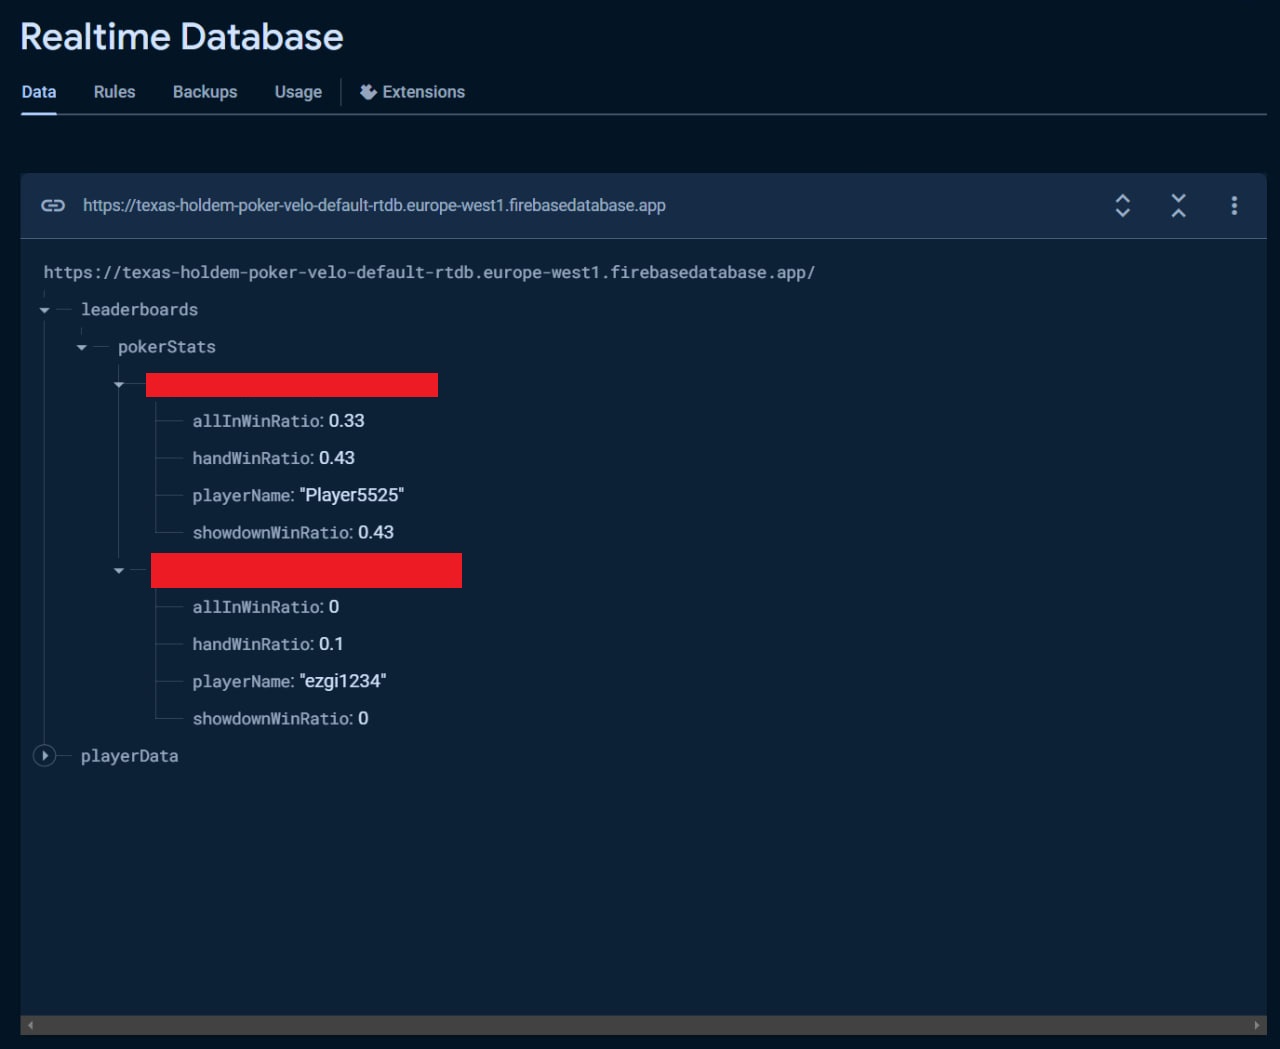 Realtime Database
Data Rules Backups Usage Extensions
https://texas-holdem-poker-velo-default-rtdb.europe-west1.firebasedatabase.app
https://texas-holdem-poker-velo-default-rtdb.europe-west1.firebasedatabase.app/
leaderboards
pokerStats
allInWinRatio: 0.33
handWinRatio: 0.43
playerName: "Player5525"
showdownWinRatio: 0.43
allInWinRatio: 0
handWinRatio: 0.1
playerName: "ezgi1234"
showdownWinRatio: 0
playerData